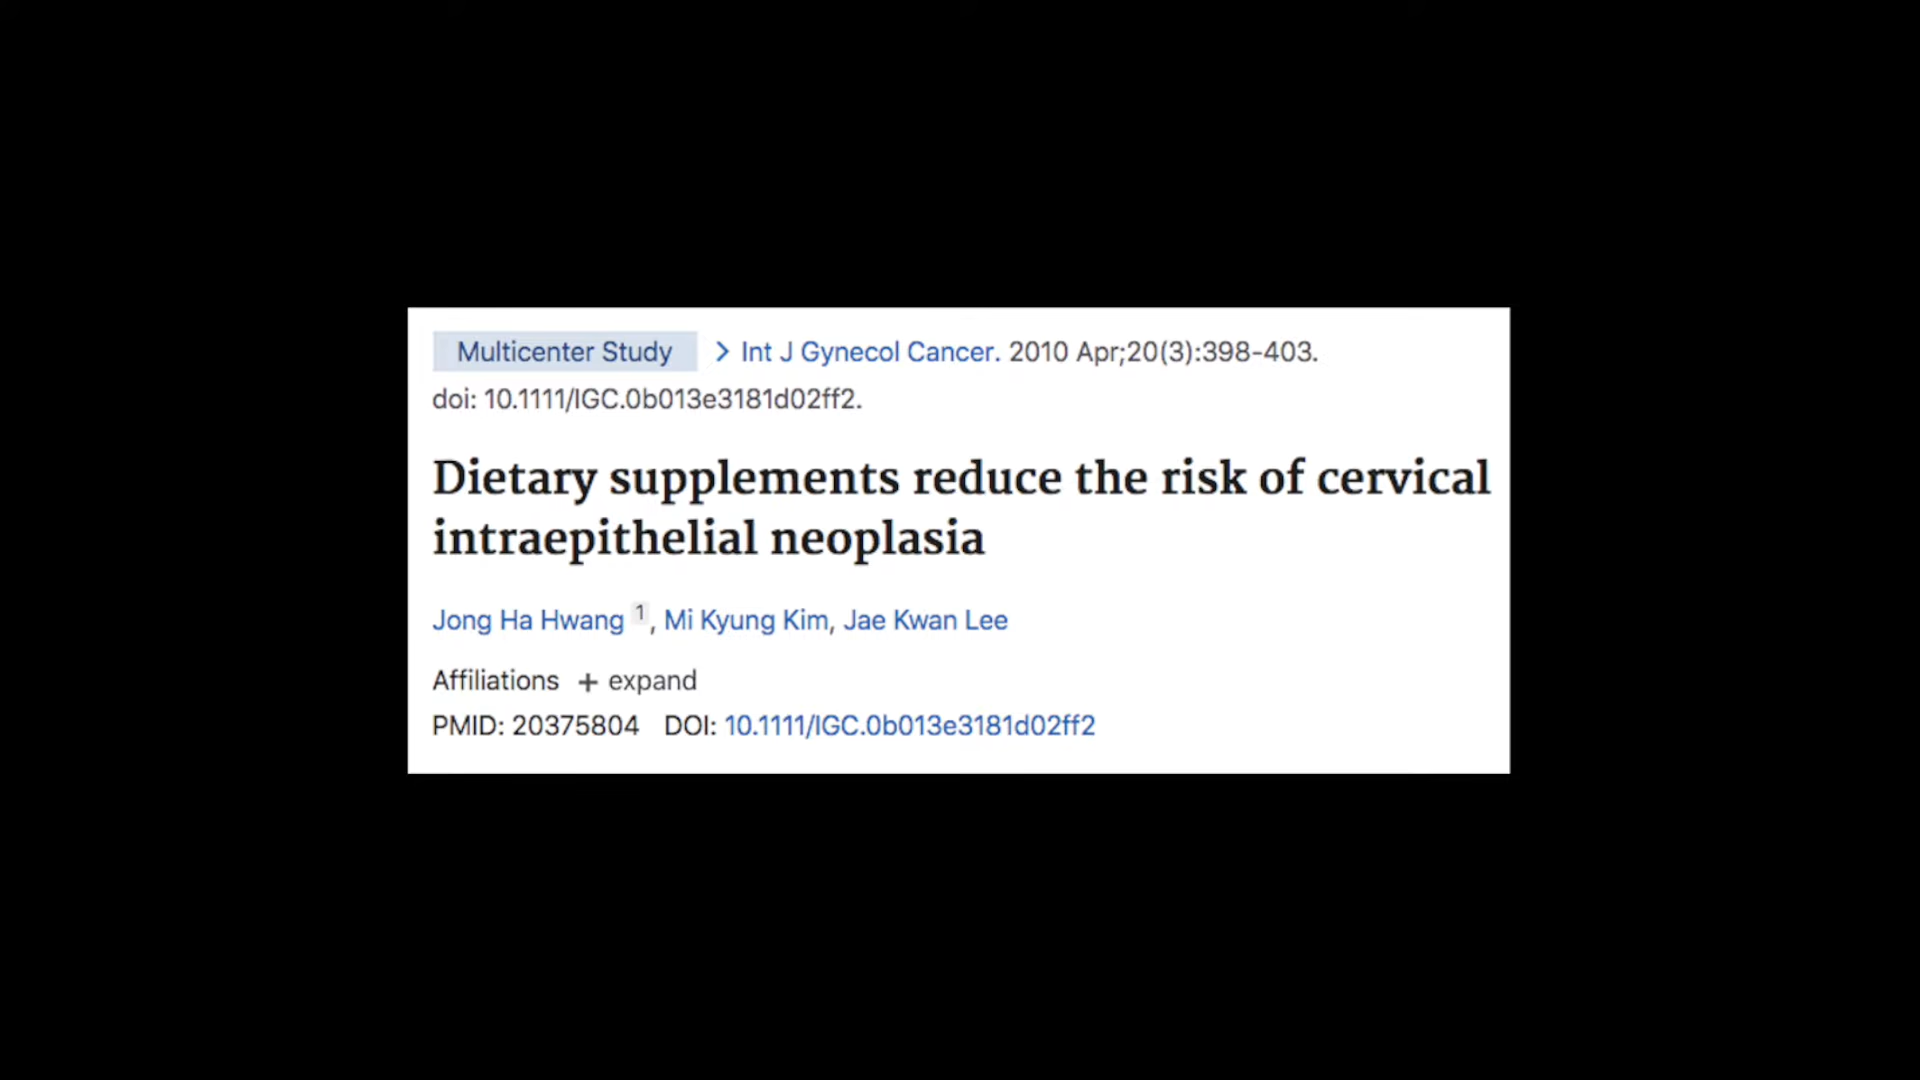 Multicenter Study > Int J Gynecol Cancer. 2010 Apr;20(3):398-403.
doi: 10.1111/IGC.0b013e3181d02ff2.
Dietary supplements reduce the risk of cervical
intraepithelial neoplasia
Jong Ha Hwang 1, Mi Kyung Kim, Jae Kwan Lee
Affiliations + expand
PMID: 20375804 DOI: 10.1111/IGC.0b013e3181d02ff2